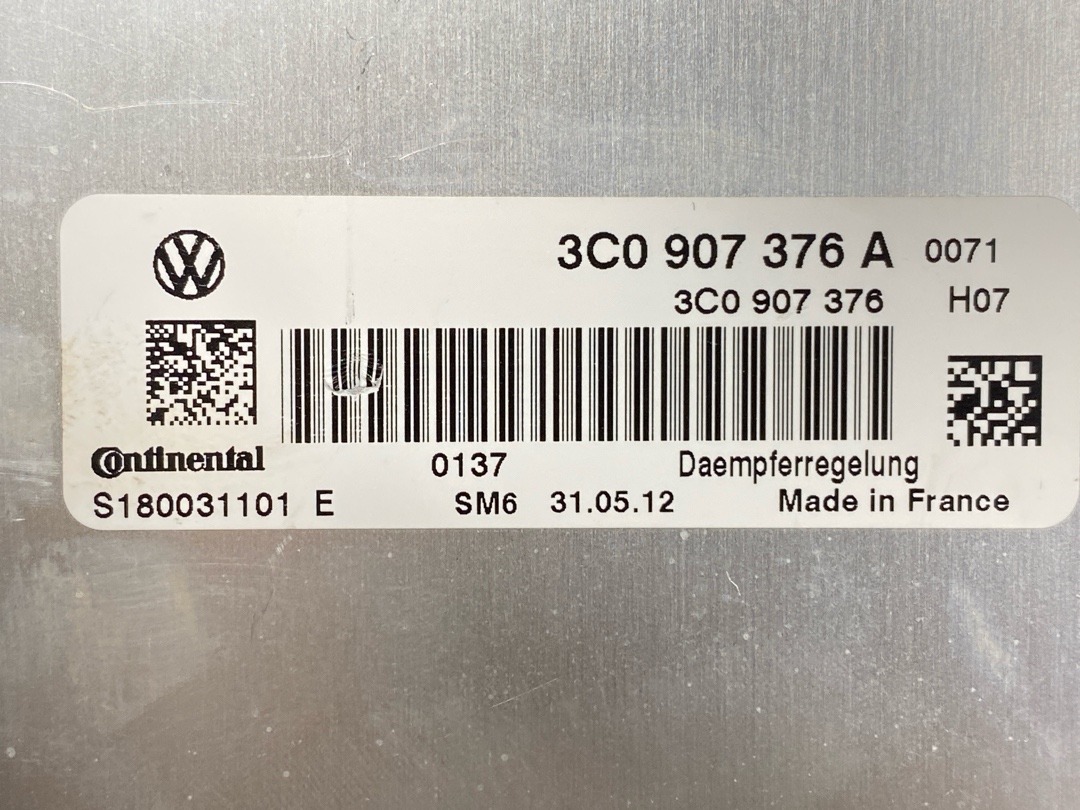 3C0 907 376 A 0071
3C0 907 376 H07
Continental 0137 Daempferregelung
S180031101 E SM6 31.05.12 Made in France